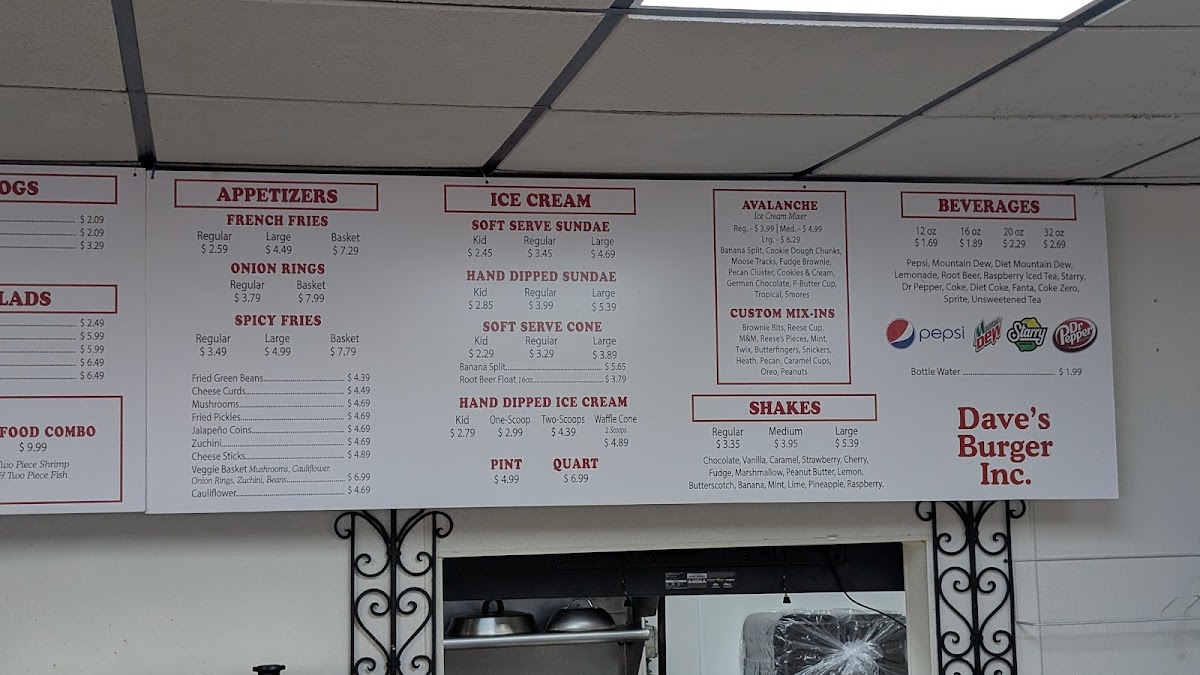 OGS
$ 2.09
$ 2.09
$ 3.29
LADS
$ 2.49
$ 5.99
$ 5.99
$ 6.49
$ 6.49
FOOD COMBO
$ 9.99
Two Piece Shrimp
& Two Piece Fish
APPETIZERS
FRENCH FRIES
Regular Large Basket
$ 2.59 $ 4.49 $ 7.29
ONION RINGS
Regular Basket
$ 3.79 $ 7.99
SPICY FRIES
Regular Large Basket
$ 3.49 $ 4.99 $ 7.79
Fried Green Beans $ 4.39
Cheese Curds $ 4.49
Mushrooms $ 4.69
Fried Pickles $ 4.69
Jalapeño Coins $ 4.69
Zuchini $ 4.69
Cheese Sticks $ 4.89
Veggie Basket Mushrooms, Cauliflower,
Onion Rings, Zuchini, Beans $ 6.99
Cauliflower $ 4.69
ICE CREAM
SOFT SERVE SUNDAE
Kid Regular Large
$ 2.45 $ 3.45 $ 4.69
HAND DIPPED SUNDAE
Kid Regular Large
$ 2.85 $ 3.99 $ 5.39
SOFT SERVE CONE
Kid Regular Large
$ 2.29 $ 3.29 $ 3.89
Banana Split $ 5.65
Root Beer Float 16oz $ 3.79
HAND DIPPED ICE CREAM
Kid One-Scoop Two-Scoops Waffle Cone
2 Scoops
$ 2.79 $ 2.99 $ 4.39 $ 4.89
PINT QUART
$ 4.99 $ 6.99
AVALANCHE
Ice Cream Mixer
Reg. - $ 3.99 | Med. - $ 4.99
Lrg. - $ 6.29
Banana Split, Cookie Dough Chunks,
Moose Tracks, Fudge Brownie,
Pecan Cluster, Cookies & Cream,
German Chocolate, P-Butter Cup,
Tropical, Smores
CUSTOM MIX-INS
Brownie Bits, Reese Cup,
M&M, Reese's Pieces, Mint,
Twix, Butterfingers, Snickers,
Heath, Pecan, Caramel Cups,
Oreo, Peanuts
SHAKES
Regular Medium Large
$ 3.35 $ 3.95 $ 5.39
Chocolate, Vanilla, Caramel, Strawberry, Cherry,
Fudge, Marshmallow, Peanut Butter, Lemon,
Butterscotch, Banana, Mint, Lime, Pineapple, Raspberry.
BEVERAGES
12 oz 16 oz 20 oz 32 oz
$ 1.69 $ 1.89 $ 2.29 $ 2.69
Pepsi, Mountain Dew, Diet Mountain Dew,
Lemonade, Root Beer, Raspberry Iced Tea, Starry,
Dr Pepper, Coke, Diet Coke, Fanta, Coke Zero,
Sprite, Unsweetened Tea
pepsi Mountain DEW Starry Dr Pepper
Bottle Water $ 1.99
Dave's
Burger
Inc.